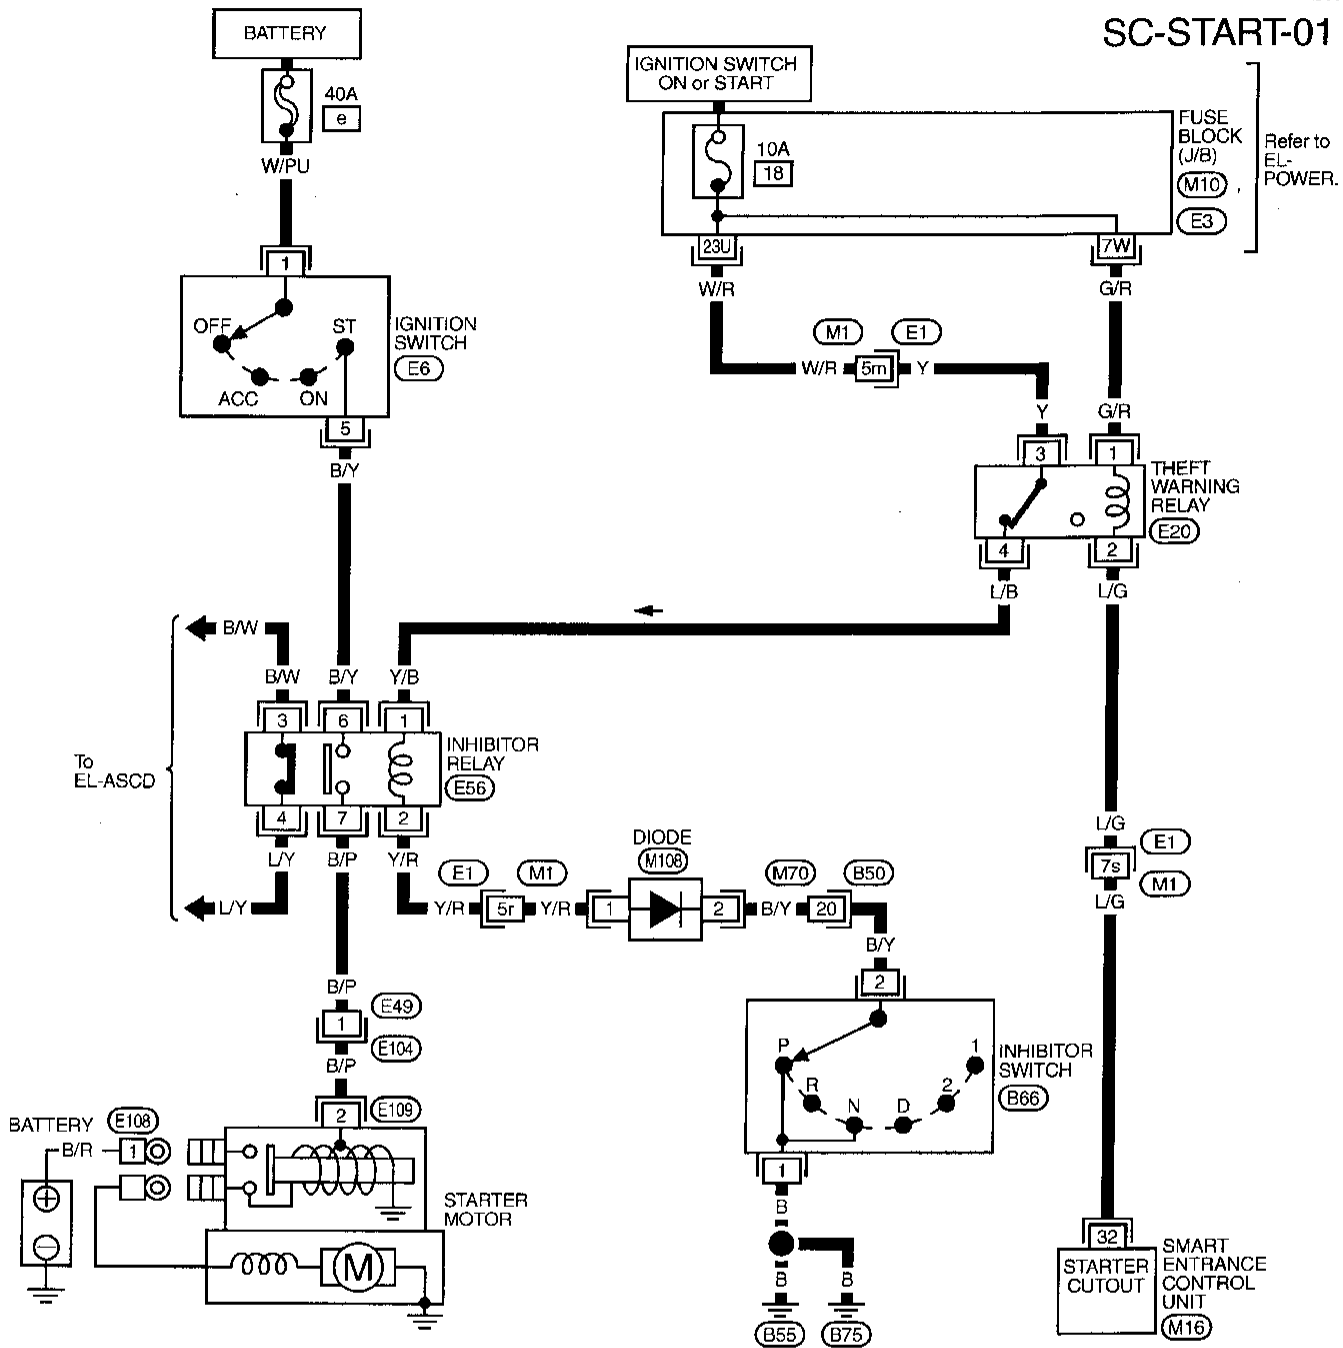 SC-START-01
BATTERY
40A
e
W/PU
1
OFF
ST
ACC
ON
IGNITION
SWITCH
E6
5
B/Y
IGNITION SWITCH
ON or START
10A
18
FUSE
BLOCK
(J/B)
M10
E3
Refer to
EL-
POWER.
23U
7W
W/R
G/R
M1
E1
W/R
5m
Y
Y
G/R
3
1
THEFT
WARNING
RELAY
E20
4
2
L/B
L/G
B/W
B/W
B/Y
Y/B
3
6
1
To
EL-ASCD
INHIBITOR
RELAY
E56
4
7
2
L/Y
B/P
Y/R
L/Y
E1
M1
Y/R
5r
Y/R
DIODE
M108
1
2
M70
B50
B/Y
20
B/Y
L/G
E1
7s
M1
L/G
B/P
E49
1
E104
B/P
2
E109
2
P
R
N
D
2
1
INHIBITOR
SWITCH
B66
1
B
B
B
B55
B75
BATTERY
E108
B/R
1
+
−
STARTER
MOTOR
M
32
STARTER
CUTOUT
SMART
ENTRANCE
CONTROL
UNIT
M16